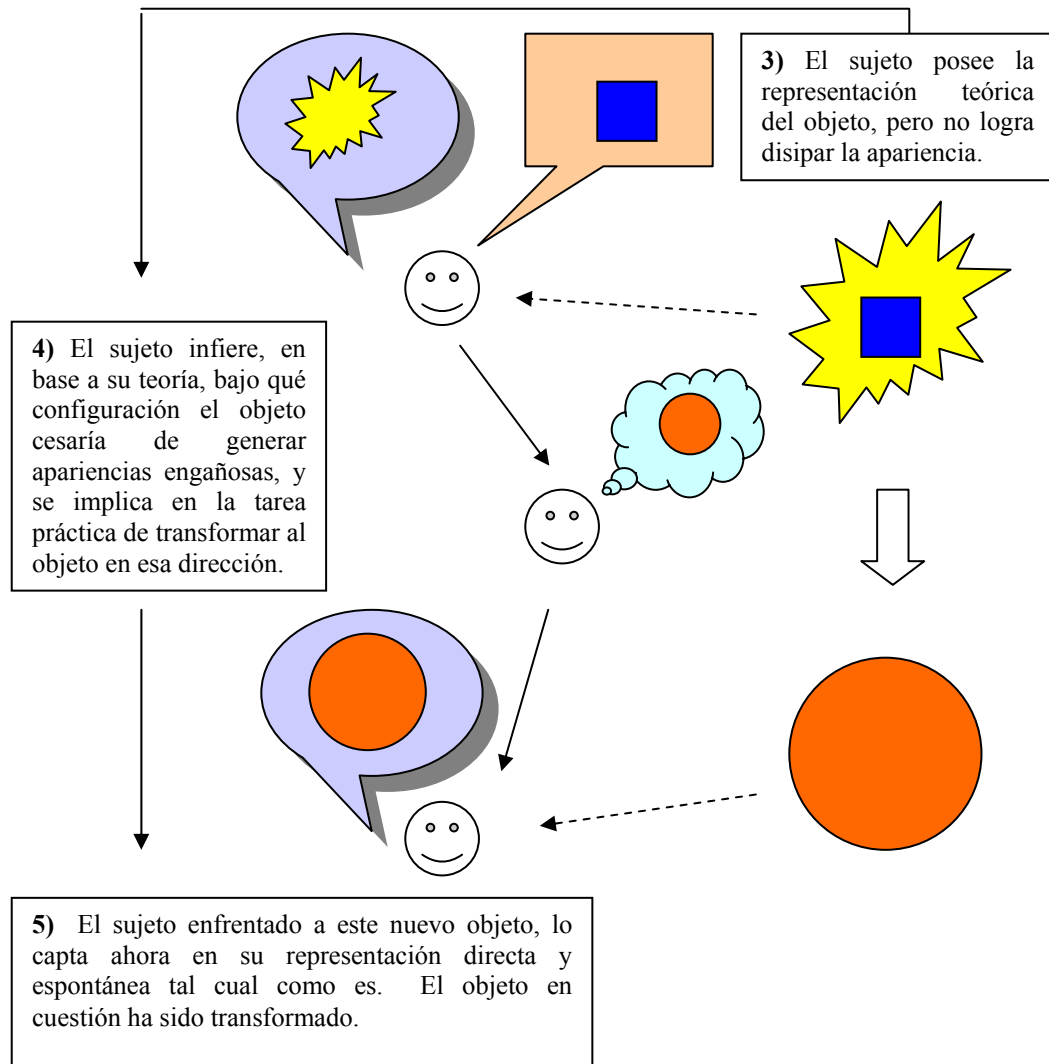 3) El sujeto posee la
representación teórica
del objeto, pero no logra
disipar la apariencia.
4) El sujeto infiere, en
base a su teoría, bajo qué
configuración el objeto
cesaría de generar
apariencias engañosas, y
se implica en la tarea
práctica de transformar al
objeto en esa dirección.
5) El sujeto enfrentado a este nuevo objeto, lo
capta ahora en su representación directa y
espontánea tal cual como es. El objeto en
cuestión ha sido transformado.